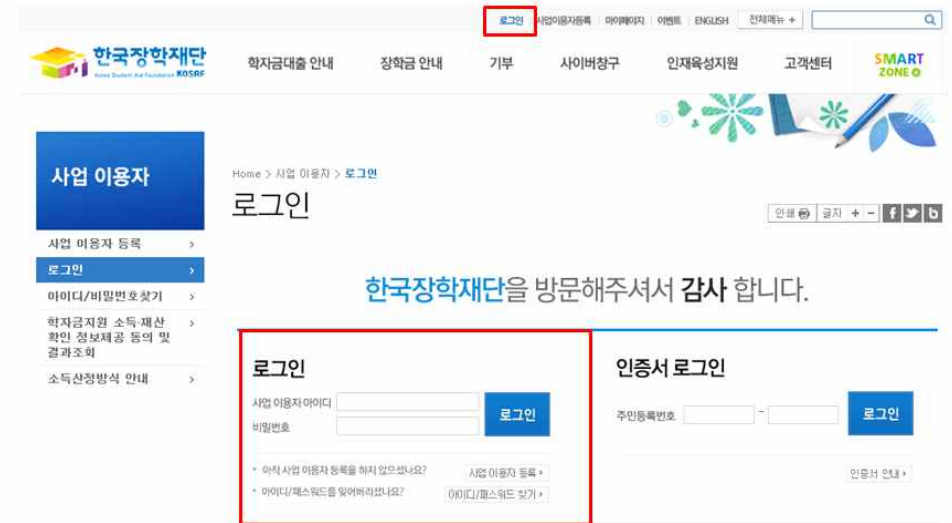 로그인 사업이용자등록 마이페이지 이벤트 ENGLISH 전체메뉴 +
한국장학재단
Korea Student Aid Foundation KOSAF
학자금대출 안내 장학금 안내 기부 사이버창구 인재육성지원 고객센터 SMART ZONE
사업 이용자
Home > 사업 이용자 > 로그인
로그인
인쇄 글자 + -
사업 이용자 등록 >
로그인 >
아이디/비밀번호찾기 >
학자금지원 소득·재산 >
확인 정보제공 동의 및
결과조회
소득산정방식 안내 >
한국장학재단을 방문해주셔서 감사 합니다.
로그인
사업 이용자 아이디
비밀번호
로그인
* 아직 사업 이용자 등록을 하지 않으셨나요? 사업 이용자 등록
* 아이디/패스워드를 잊어버리셨나요? 아이디/패스워드 찾기
인증서 로그인
주민등록번호 - 로그인
인증서 안내